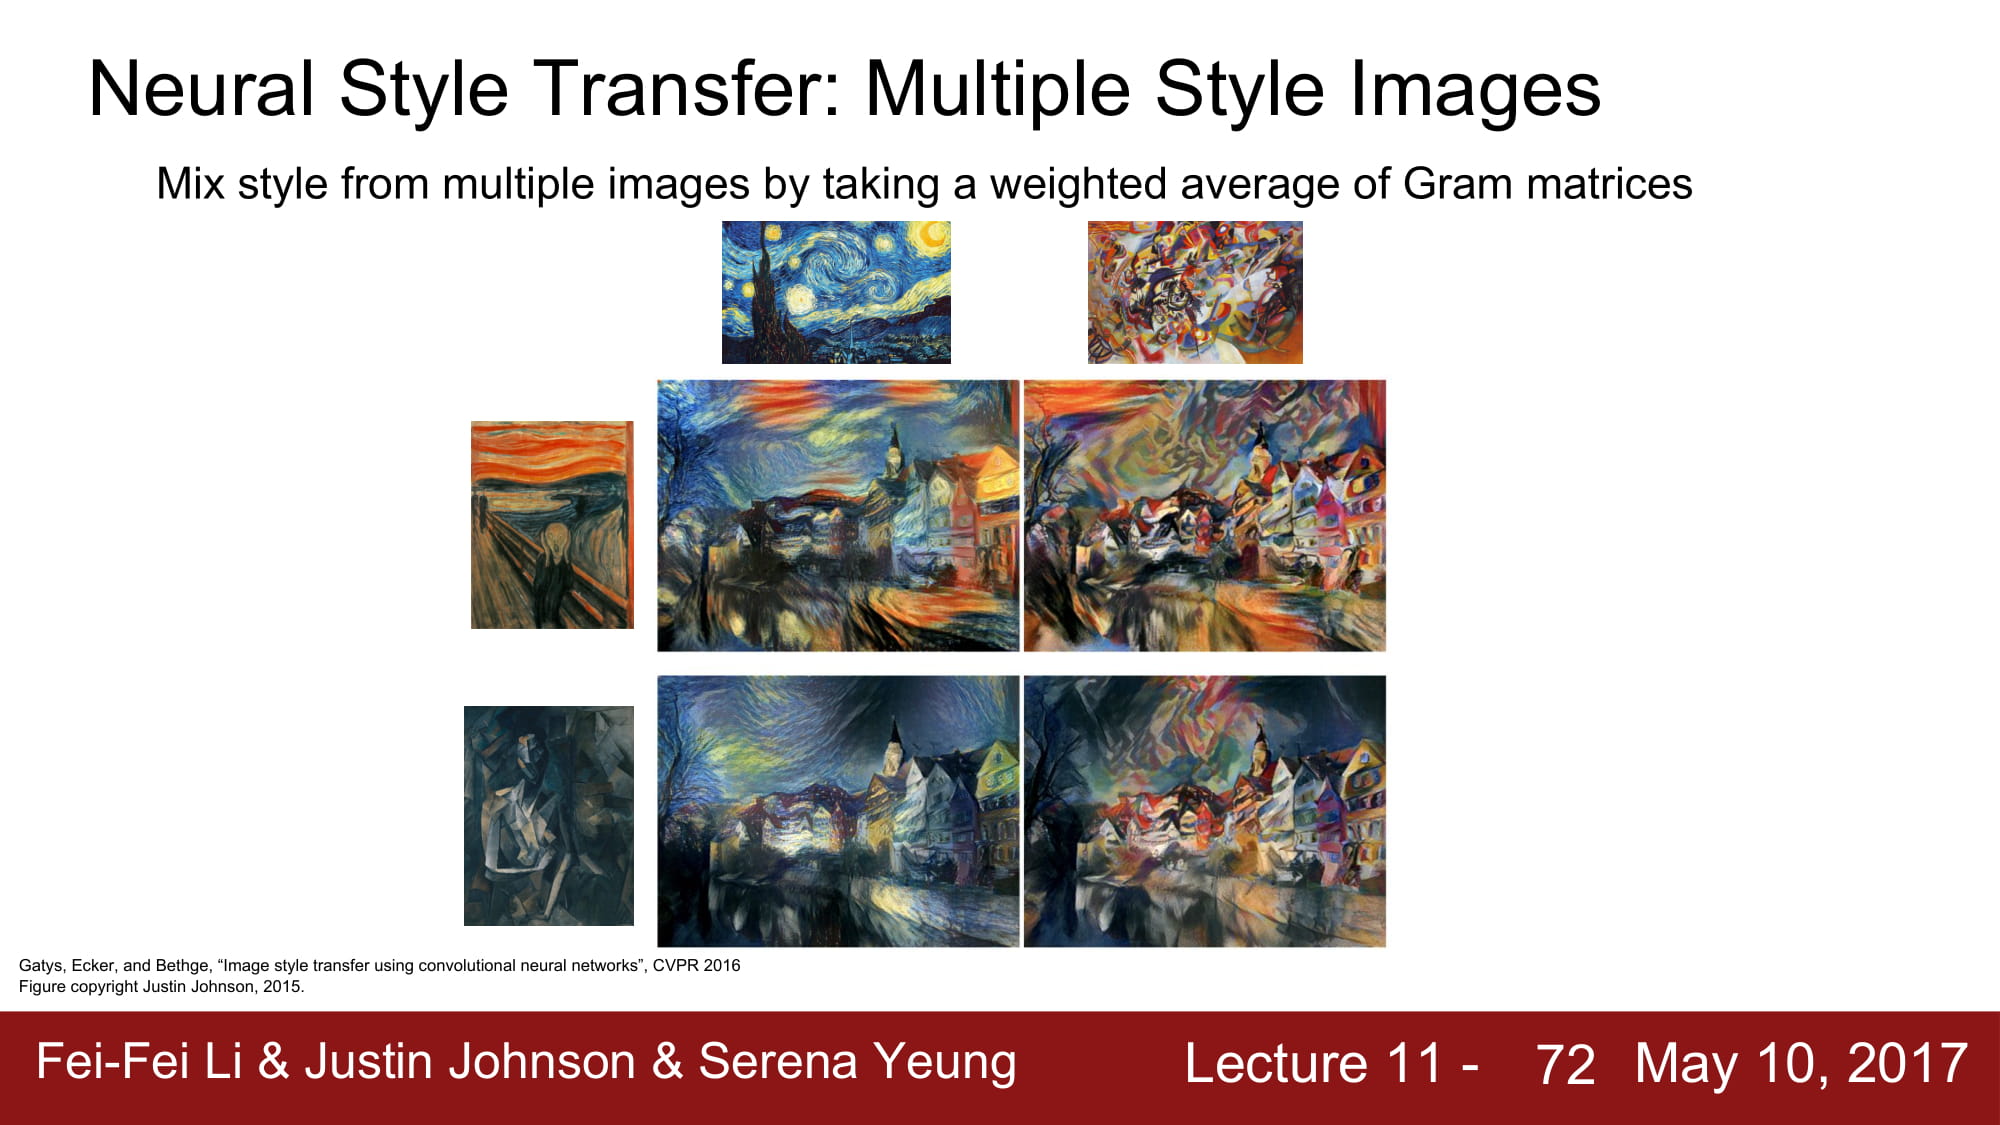 Neural Style Transfer: Multiple Style Images
Mix style from multiple images by taking a weighted average of Gram matrices
Gatys, Ecker, and Bethge, “Image style transfer using convolutional neural networks”, CVPR 2016
Figure copyright Justin Johnson, 2015.
Fei-Fei Li & Justin Johnson & Serena Yeung Lecture 11 - 72 May 10, 2017